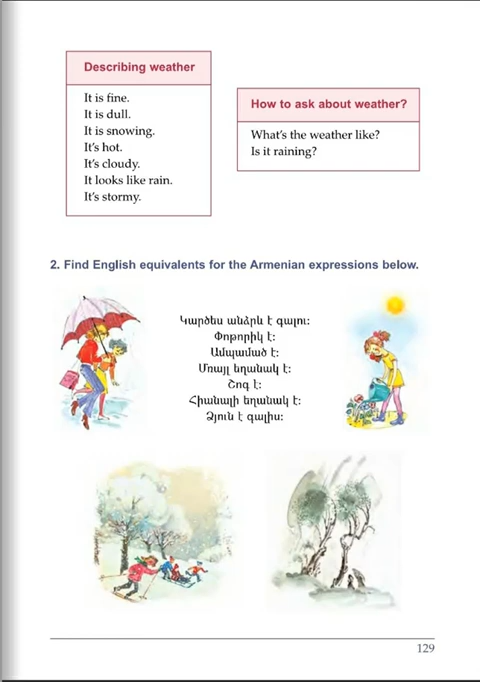 Describing weather
It is fine.
It is dull.
It is snowing.
It's hot.
It's cloudy.
It looks like rain.
It's stormy.
How to ask about weather?
What's the weather like?
Is it raining?
2. Find English equivalents for the Armenian expressions below.
Կարծես անձրև է գալու:
Փոթորիկ է:
Ամպամած է:
Մռայլ եղանակ է:
Շոգ է:
Հիանալի եղանակ է:
Ձյուն է գալիս:
129